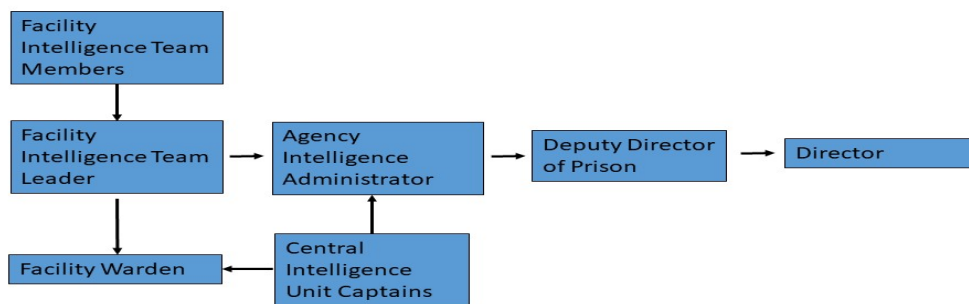 Facility
Intelligence Team
Members
Facility
Intelligence Team
Leader
Agency
Intelligence
Administrator
Deputy Director
of Prison
Director
Facility Warden
Central
Intelligence
Unit Captains